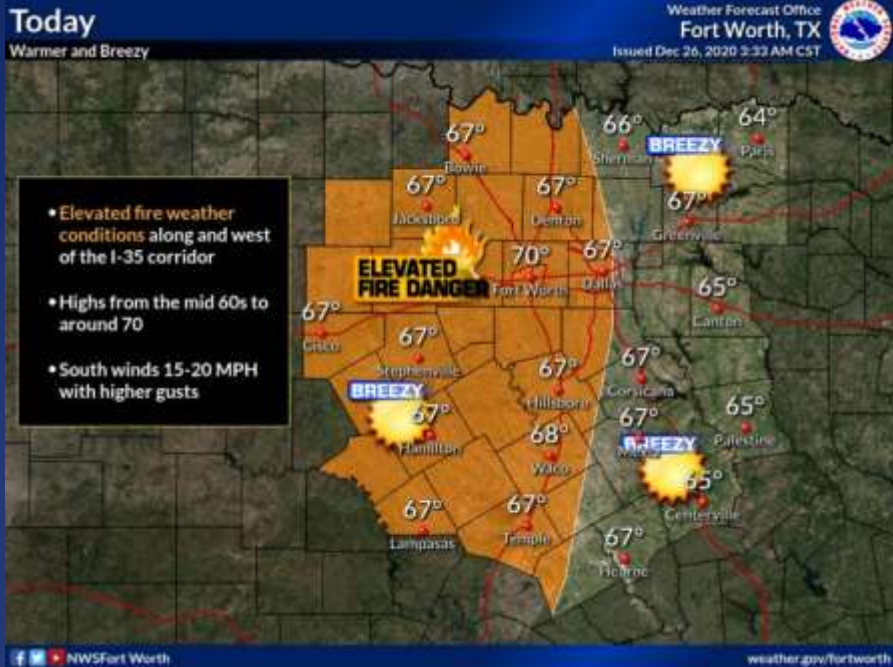 Today
Warmer and Breezy
Weather Forecast Office
Fort Worth, TX
Issued Dec 26, 2020 3:33 AM CST
• Elevated fire weather
conditions along and west
of the I-35 corridor
• Highs from the mid 60s to
around 70
• South winds 15-20 MPH
with higher gusts
67°
Bowie
66°
Sherman
BREEZY
64°
Paris
67°
Jacksboro
67°
Denton
67°
Greenville
ELEVATED
FIRE DANGER
70°
Fort Worth
67°
Dallas
65°
Canton
67°
Cisco
67°
Stephenville
67°
Hillsboro
67°
Corsicana
BREEZY
67°
Hamilton
68°
Waco
67°
BREEZY
65°
Palestine
65°
Centerville
67°
Lampasas
67°
Temple
67°
Hearne
NWSFort Worth
weather.gov/fortworth